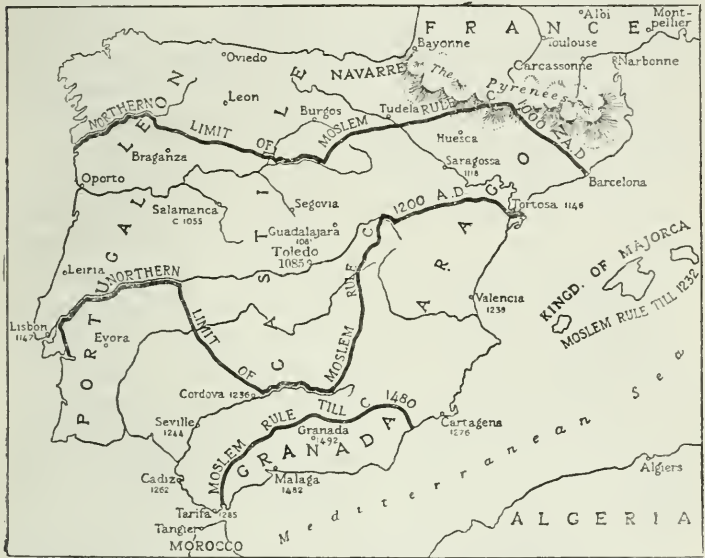 FRANCE
Albi
Montpellier
Bayonne
Toulouse
Carcassonne
Narbonne
Oviedo
NAVARRE
The Pyrenees
LEON
Leon
Burgos
Tudela
NORTHERN LIMIT OF MOSLEM RULE C 1000 A.D
Huesca
Braganza
Saragossa
1118
Barcelona
Oporto
CASTILE
ARAGON
Salamanca
C 1055
Segovia
Tortosa 1146
Guadalajara
108
Toledo
1085
PORTUGAL
Leiria
NORTHERN LIMIT OF MOSLEM RULE C 1200 A.D
KINGD. OF MAJORCA
MOSLEM RULE TILL 1232
Valencia
1238
Lisbon
1147
Evora
Cordova 1236
MOSLEM RULE TILL C 1480
Seville
1244
Granada
1492
GRANADA
Cartagena
1276
Mediterranean Sea
Cadiz
1262
Malaga
1482
Algiers
Tarifa 1285
Tangier
MOROCCO
ALGERIA